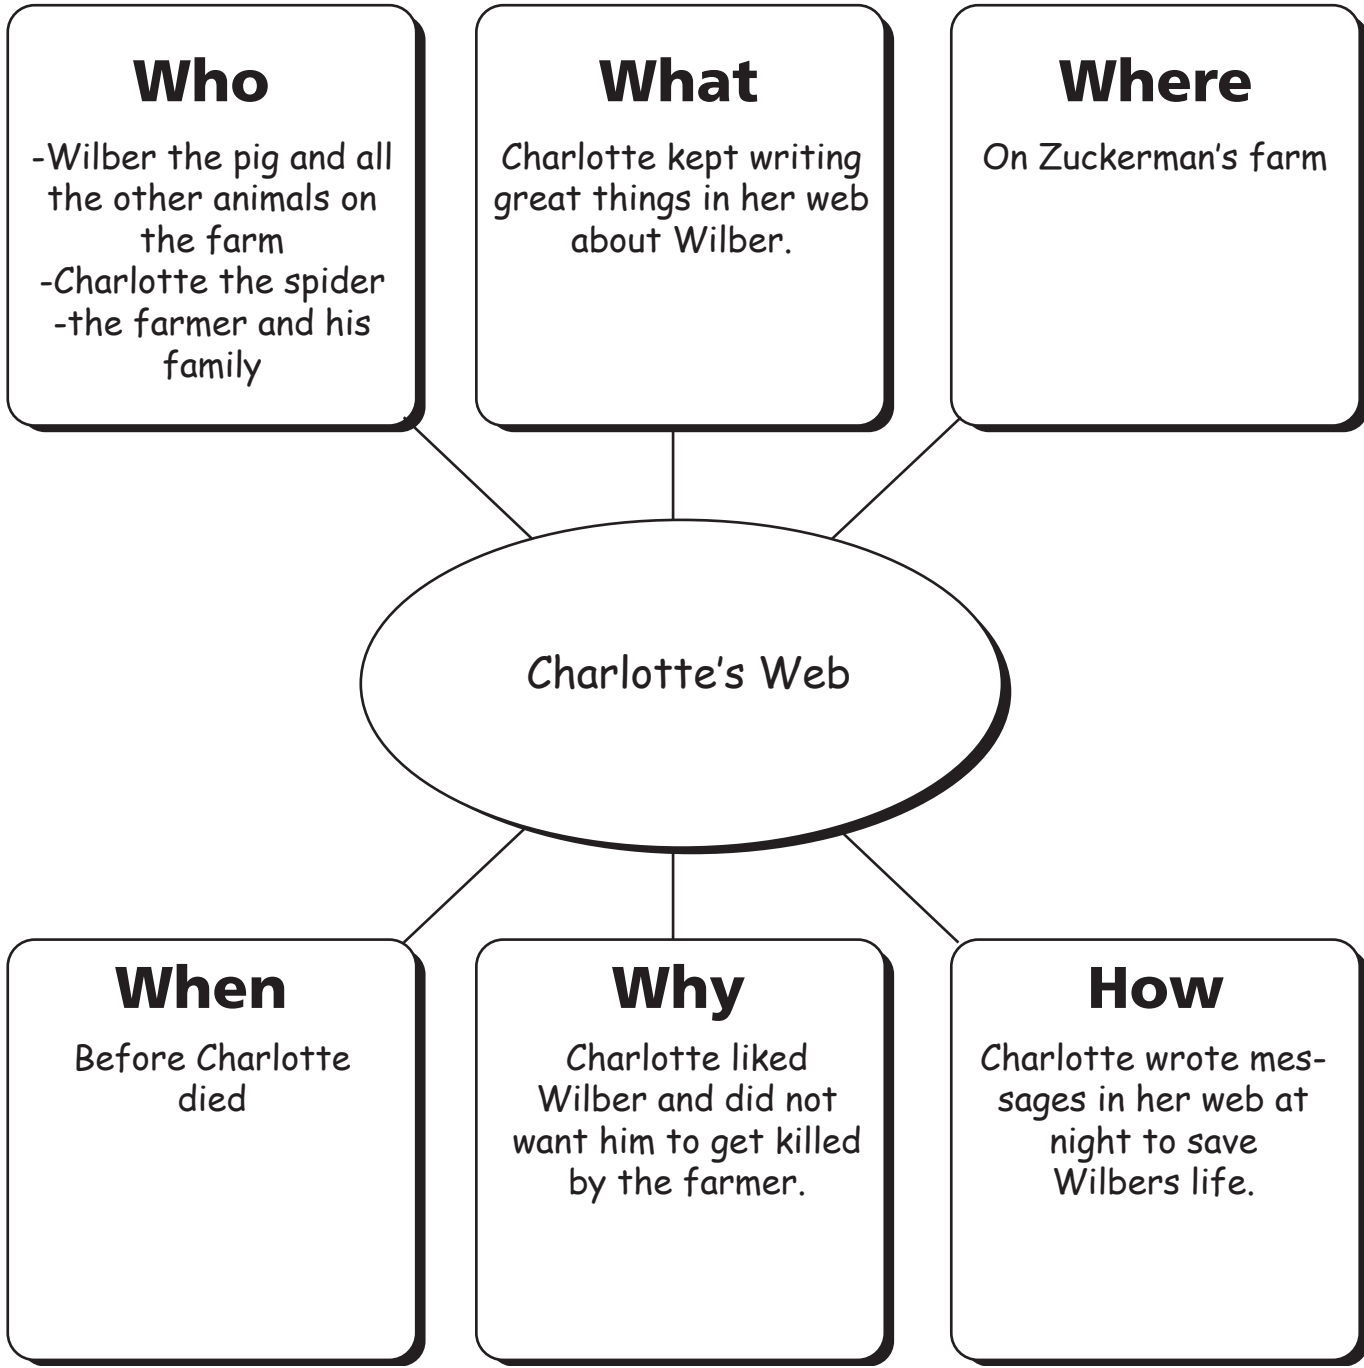 Who
-Wilber the pig and all
the other animals on
the farm
-Charlotte the spider
-the farmer and his
family
What
Charlotte kept writing
great things in her web
about Wilber.
Where
On Zuckerman's farm
Charlotte's Web
When
Before Charlotte
died
Why
Charlotte liked
Wilber and did not
want him to get killed
by the farmer.
How
Charlotte wrote mes-
sages in her web at
night to save
Wilbers life.